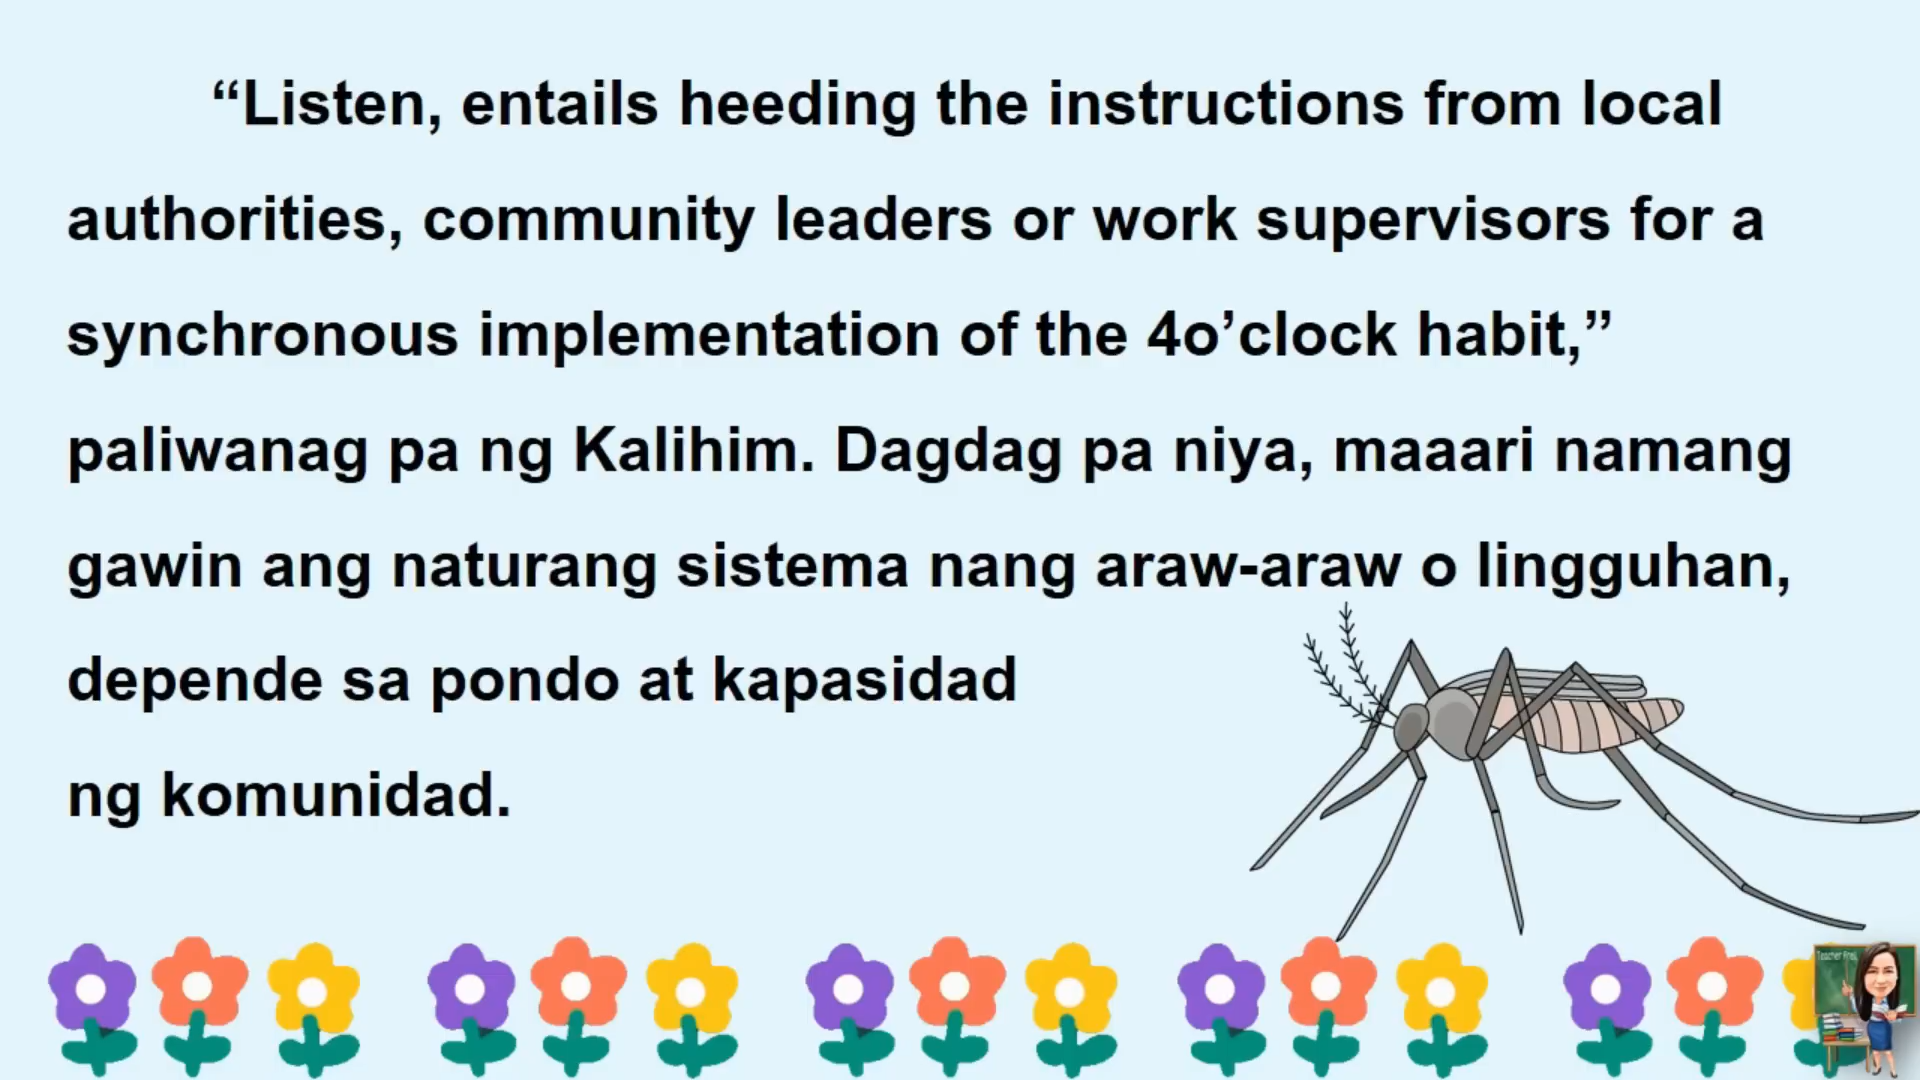 “Listen, entails heeding the instructions from local
authorities, community leaders or work supervisors for a
synchronous implementation of the 4o’clock habit,”
paliwanag pa ng Kalihim. Dagdag pa niya, maaari namang
gawin ang naturang sistema nang araw-araw o lingguhan,
depende sa pondo at kapasidad
ng komunidad.
Teacher